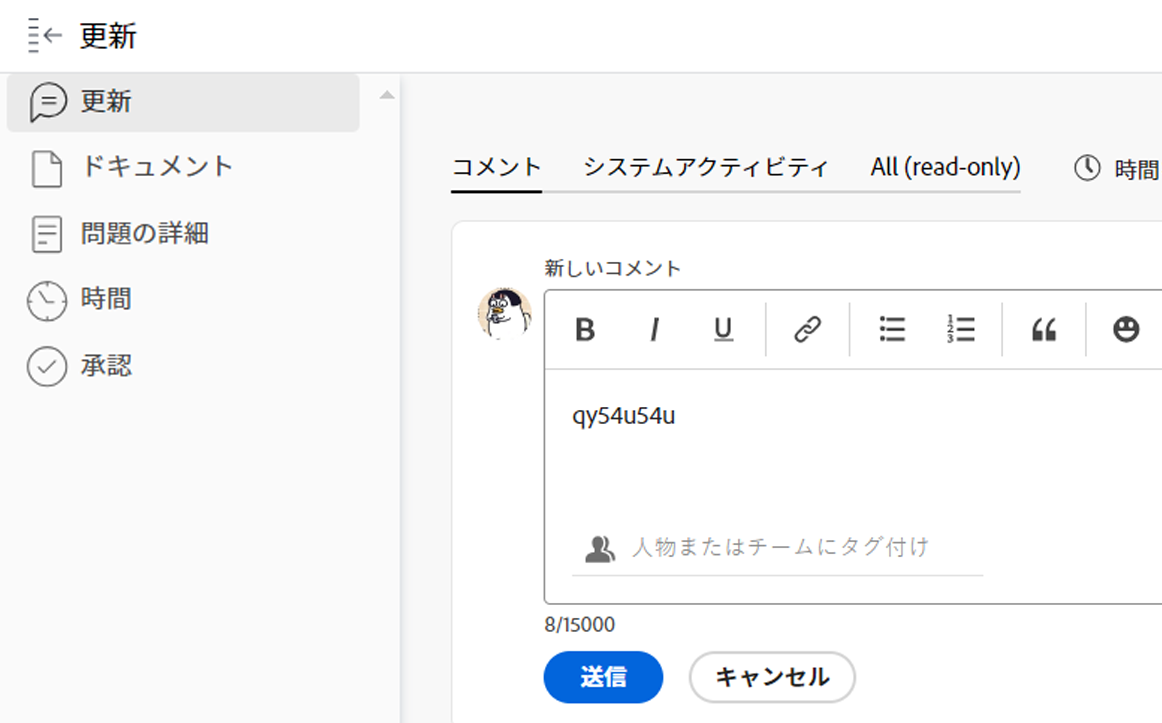 更新
更新
ドキュメント
問題の詳細
時間
承認
コメント システムアクティビティ All (read-only) 時間
新しいコメント
B I U
qy54u54u
人物またはチームにタグ付け
8/15000
送信 キャンセル